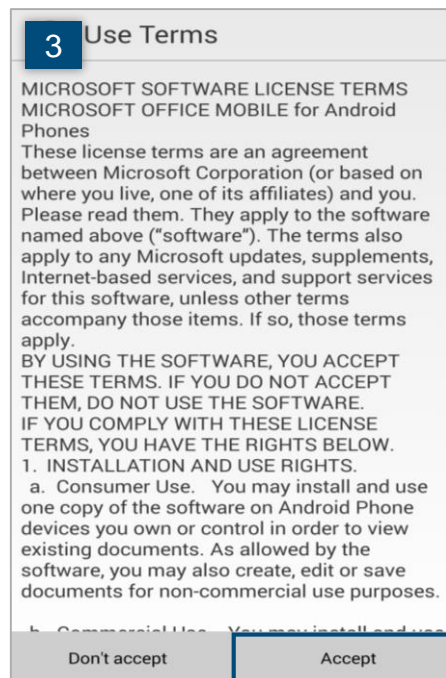 3
Use Terms
MICROSOFT SOFTWARE LICENSE TERMS
MICROSOFT OFFICE MOBILE for Android
Phones
These license terms are an agreement
between Microsoft Corporation (or based on
where you live, one of its affiliates) and you.
Please read them. They apply to the software
named above (“software”). The terms also
apply to any Microsoft updates, supplements,
Internet-based services, and support services
for this software, unless other terms
accompany those items. If so, those terms
apply.
BY USING THE SOFTWARE, YOU ACCEPT
THESE TERMS. IF YOU DO NOT ACCEPT
THEM, DO NOT USE THE SOFTWARE.
IF YOU COMPLY WITH THESE LICENSE
TERMS, YOU HAVE THE RIGHTS BELOW.
1. INSTALLATION AND USE RIGHTS.
a. Consumer Use. You may install and use
one copy of the software on Android Phone
devices you own or control in order to view
existing documents. As allowed by the
software, you may also create, edit or save
documents for non-commercial use purposes.
b. Commercial Use. You may install and use
Don't accept
Accept